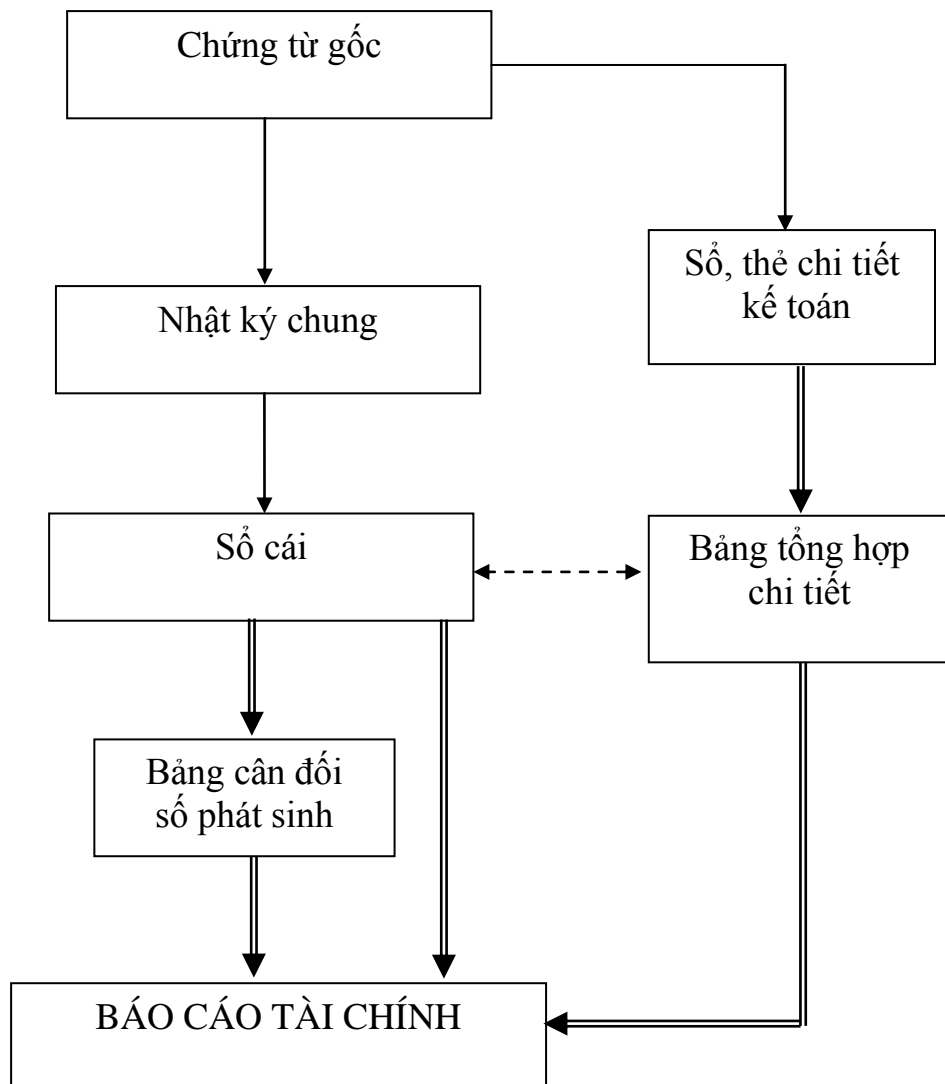 Chứng từ gốc
Sổ, thẻ chi tiết
kế toán
Nhật ký chung
Sổ cái
Bảng tổng hợp
chi tiết
Bảng cân đối
số phát sinh
BÁO CÁO TÀI CHÍNH